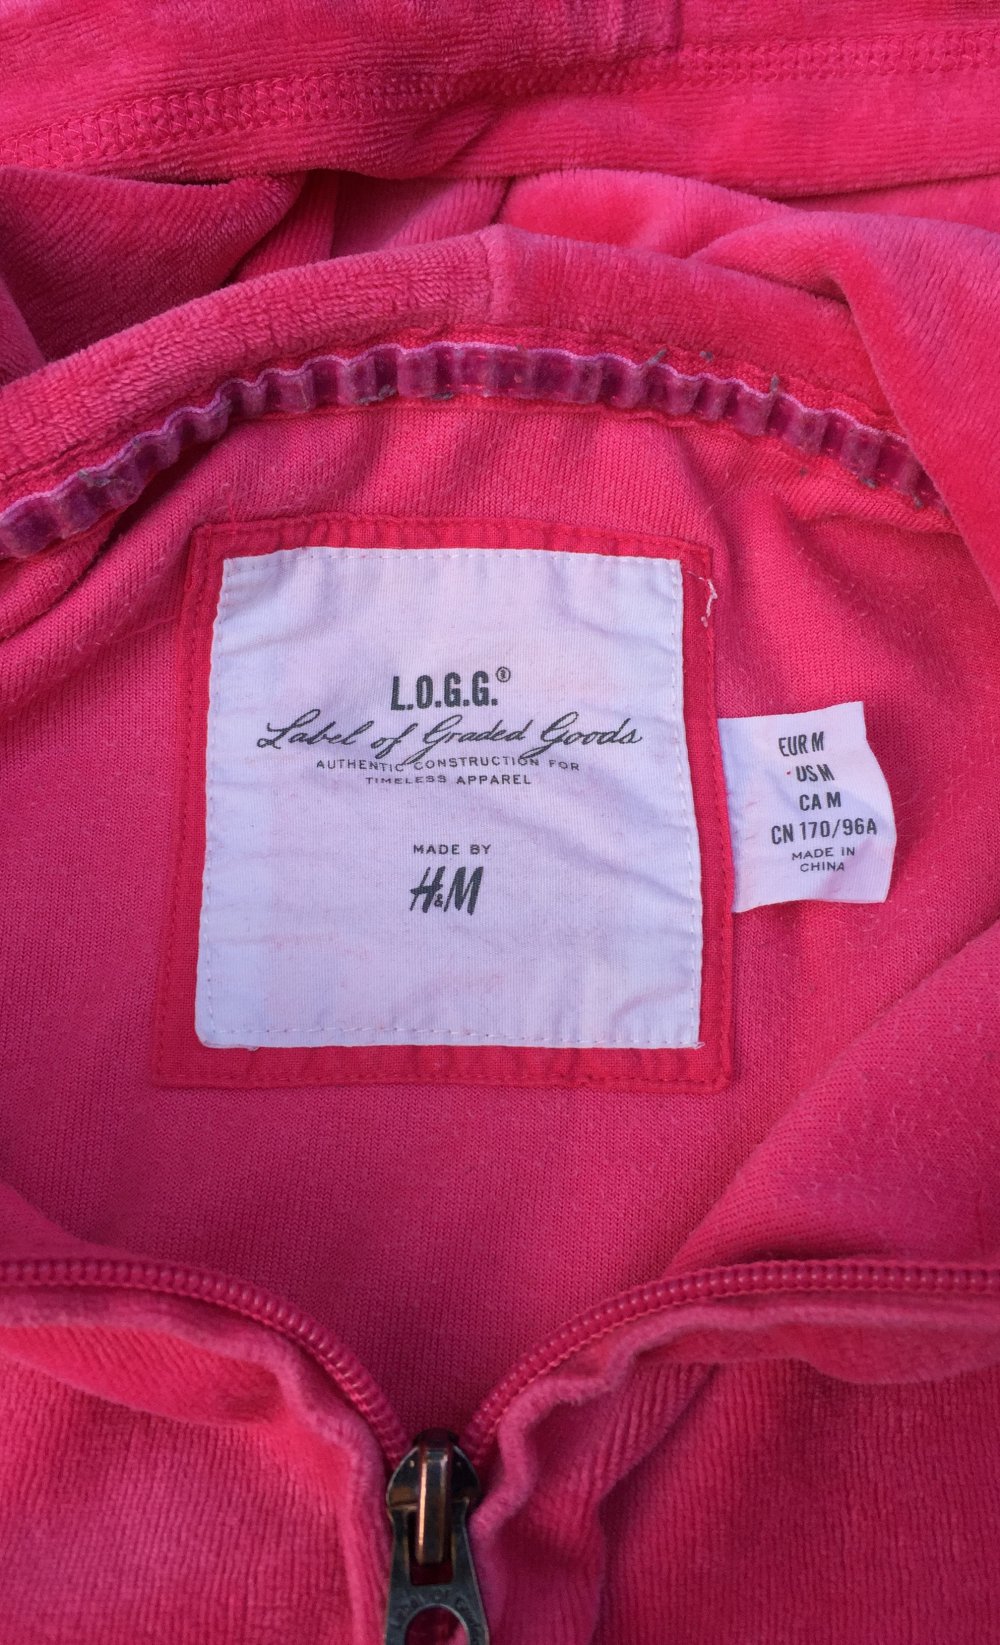 L.O.G.G.®
Label of Graded Goods
AUTHENTIC CONSTRUCTION FOR
TIMELESS APPAREL
MADE BY
H&M
EUR M
US M
CA M
CN 170/96A
MADE IN
CHINA